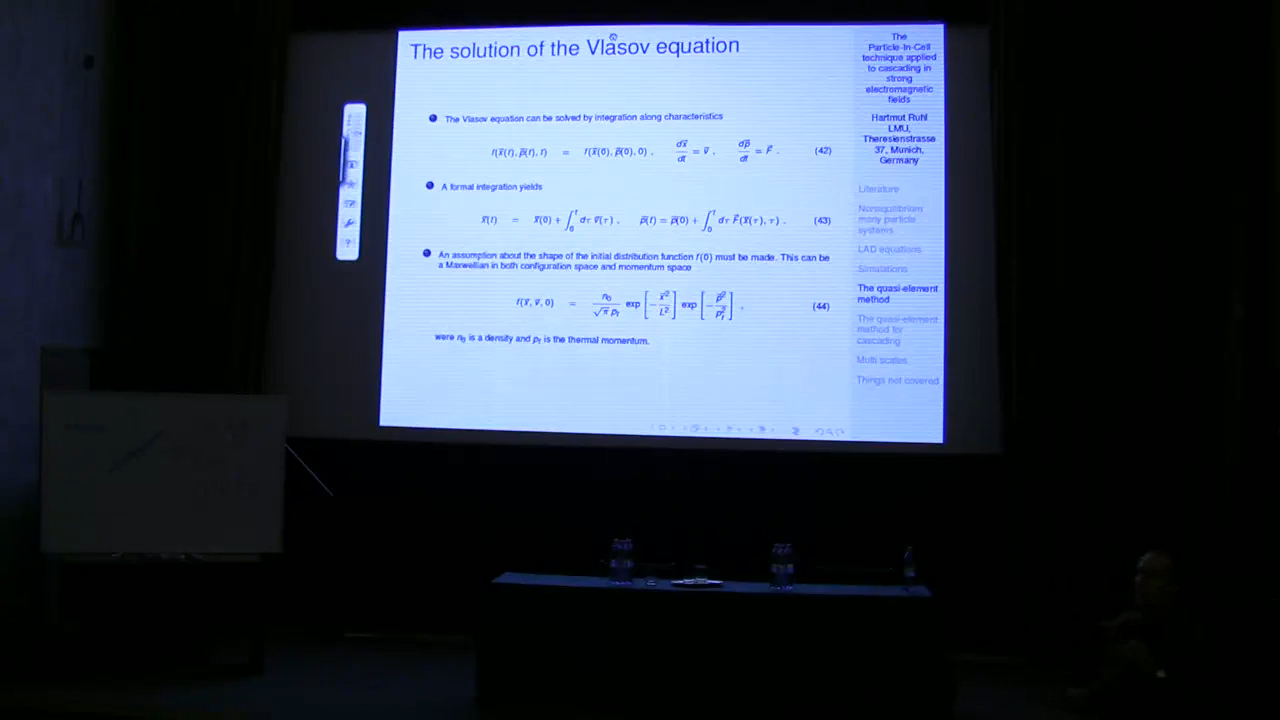 The solution of the Vlasov equation
The Vlasov equation can be solved by integration along characteristics
f(x⃗(t), p⃗(t), t) = f(x⃗(0), p⃗(0), 0) , dx⃗/dt = v⃗ , dp⃗/dt = F⃗ . (42)
A formal integration yields
x⃗(t) = x⃗(0) + ∫₀ᵗ dτ v⃗(τ) , p⃗(t) = p⃗(0) + ∫₀ᵗ dτ F⃗(x⃗(τ), τ) . (43)
An assumption about the shape of the initial distribution function f(0) must be made. This can be
a Maxwellian in both configuration space and momentum space
f(x⃗, v⃗, 0) = n₀/(√π pₜ) exp [−x⃗²/L²] exp [−p⃗²/pₜ²] , (44)
were n₀ is a density and pₜ is the thermal momentum.
The
Particle-In-Cell
technique applied
to cascading in
strong
electromagnetic
fields
Hartmut Ruhl
LMU,
Theresienstrasse
37, Munich,
Germany
Literature
Nonequilibrium
many particle
systems
LAD equations
Simulations
The quasi-element
method
The quasi-element
method for
cascading
Multi scales
Things not covered